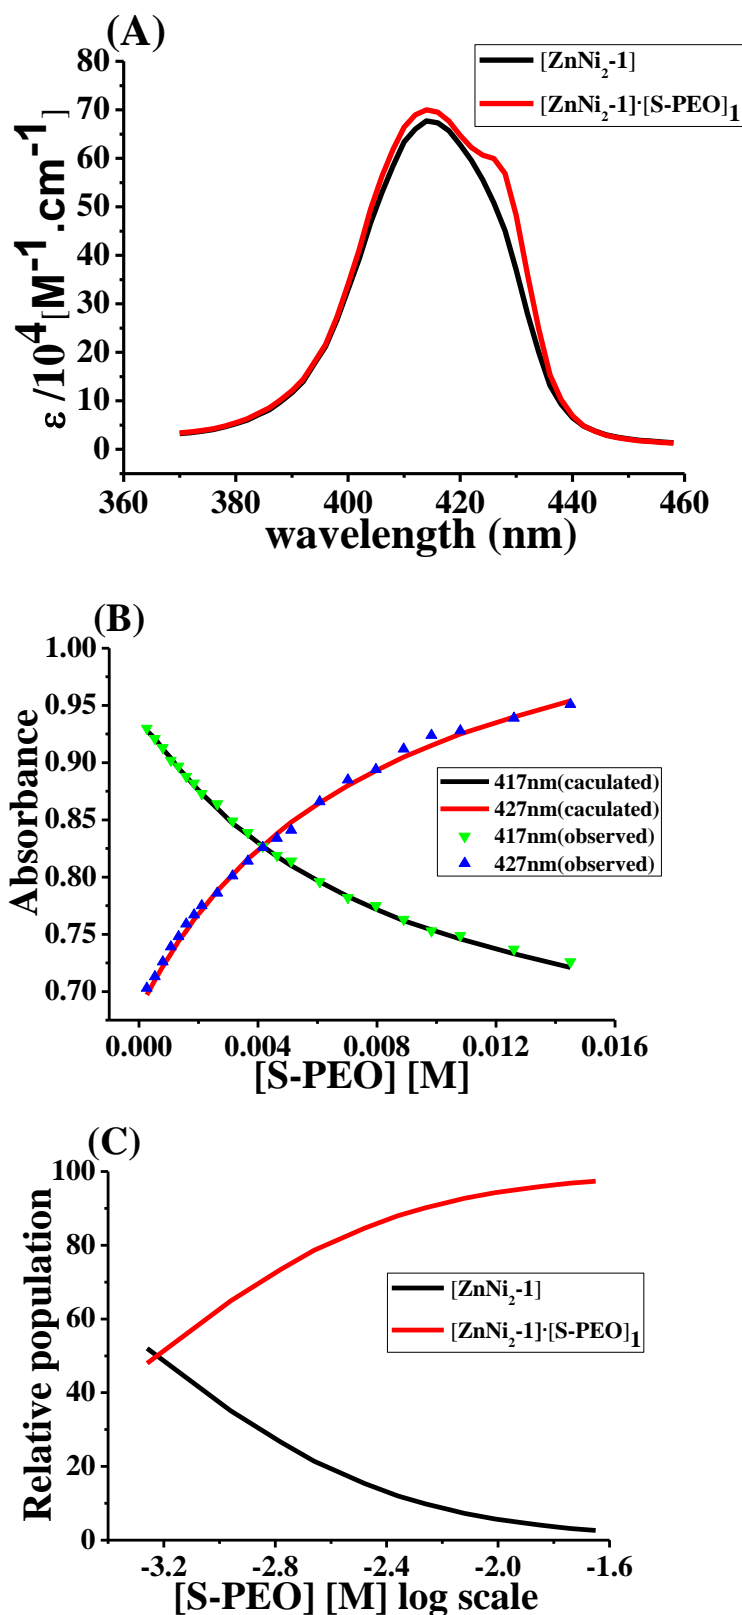 (A)
80
70
60
50
40
30
20
10
0
ε /10⁴[M⁻¹.cm⁻¹]
[ZnNi₂-1]
[ZnNi₂-1]·[S-PEO]₁
360 380 400 420 440 460
wavelength (nm)
(B)
1.00
0.95
0.90
0.85
0.80
0.75
0.70
Absorbance
417nm(caculated)
427nm(caculated)
417nm(observed)
427nm(observed)
0.000 0.004 0.008 0.012 0.016
[S-PEO] [M]
(C)
100
80
60
40
20
0
Relative population
[ZnNi₂-1]
[ZnNi₂-1]·[S-PEO]₁
-3.2 -2.8 -2.4 -2.0 -1.6
[S-PEO] [M] log scale